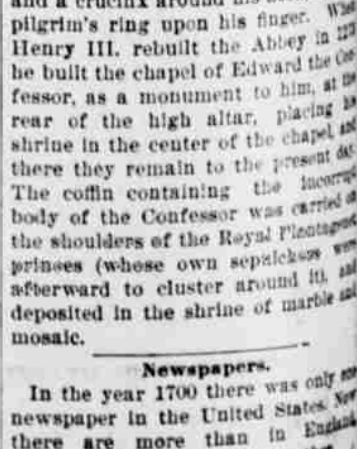 and a crucifix around his
pilgrim's ring upon his finger. When
Henry III. rebuilt the Abbey in
he built the chapel of Edward the Con-
fessor, as a monument to him, at the
rear of the high altar, placing his
shrine in the center of the chapel, and
there they remain to the present day.
The coffin containing the incorrupt
body of the Confessor was carried on
the shoulders of the Royal Plantagenet
princes (whose own sepulchres were
afterward to cluster around it), and
deposited in the shrine of marble and
mosaic.
Newspapers.
In the year 1700 there was only one
newspaper in the United States. Now
there are more than in England,